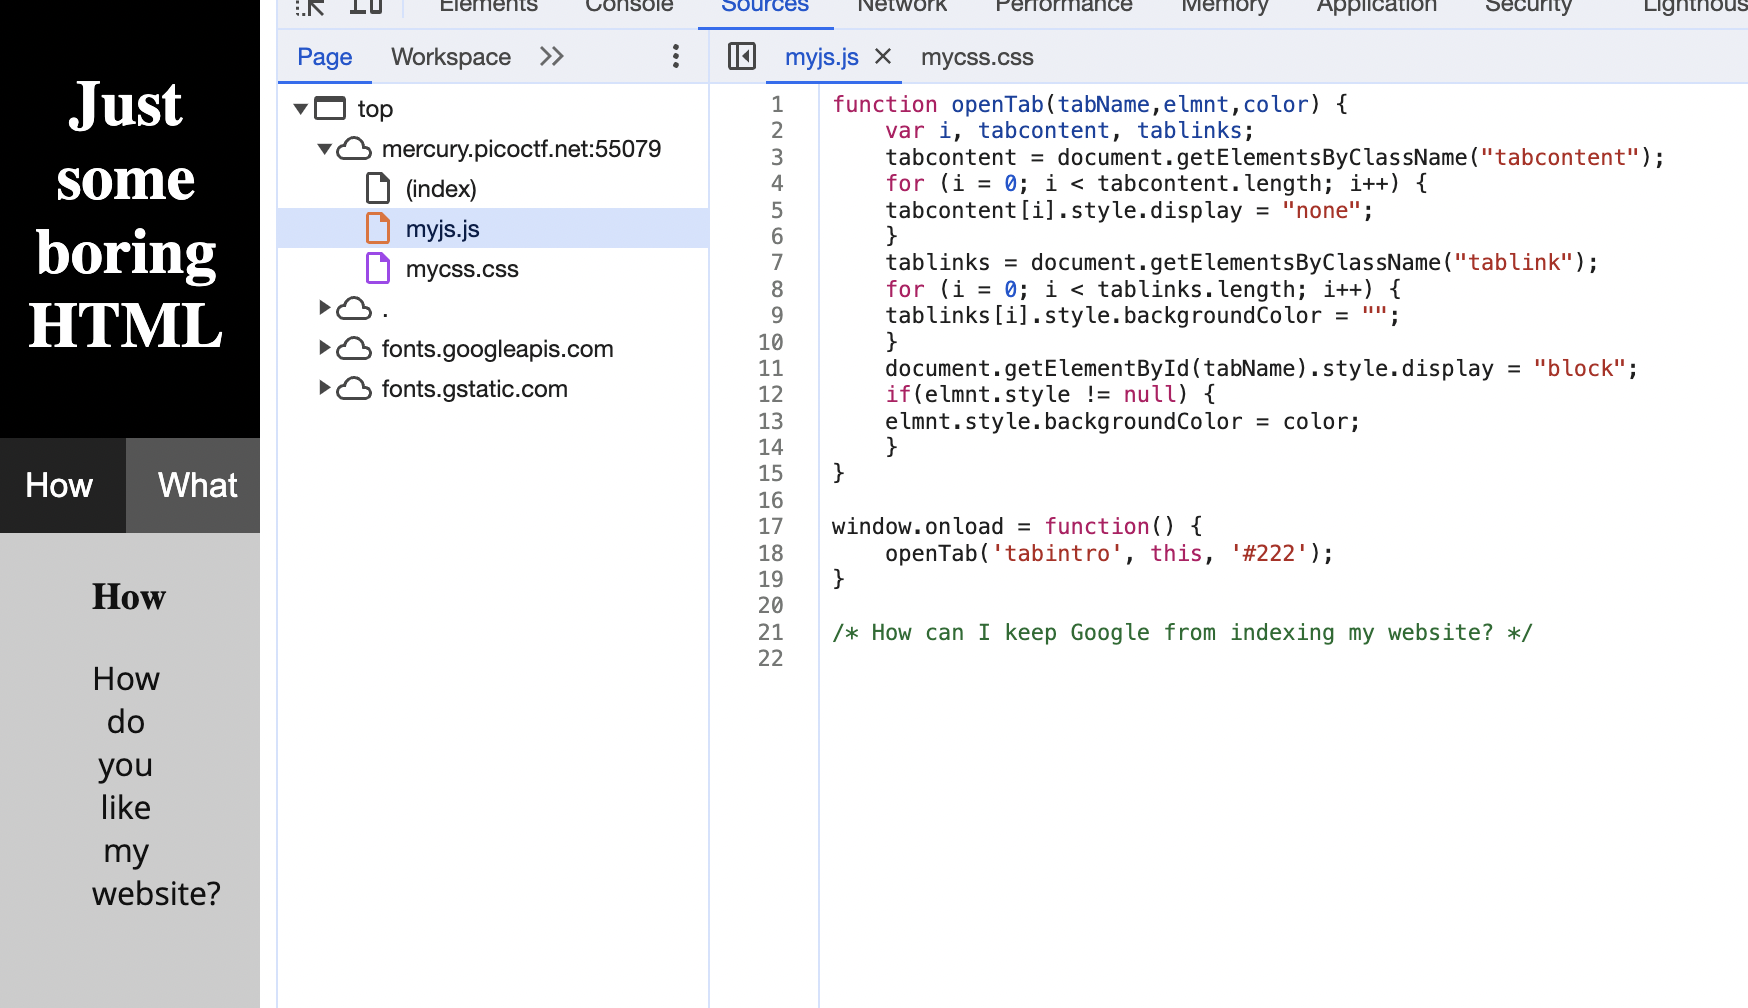 Elements Console Sources Network Performance Memory Application Security Lighthous
Page Workspace
myjs.js mycss.css
Just
some
boring
HTML
How What
How
How
do
you
like
my
website?
top
mercury.picoctf.net:55079
(index)
myjs.js
mycss.css
.
fonts.googleapis.com
fonts.gstatic.com
1 function openTab(tabName,elmnt,color) {
2 var i, tabcontent, tablinks;
3 tabcontent = document.getElementsByClassName("tabcontent");
4 for (i = 0; i < tabcontent.length; i++) {
5 tabcontent[i].style.display = "none";
6 }
7 tablinks = document.getElementsByClassName("tablink");
8 for (i = 0; i < tablinks.length; i++) {
9 tablinks[i].style.backgroundColor = "";
10 }
11 document.getElementById(tabName).style.display = "block";
12 if(elmnt.style != null) {
13 elmnt.style.backgroundColor = color;
14 }
15 }
16
17 window.onload = function() {
18 openTab('tabintro', this, '#222');
19 }
20
21 /* How can I keep Google from indexing my website? */
22